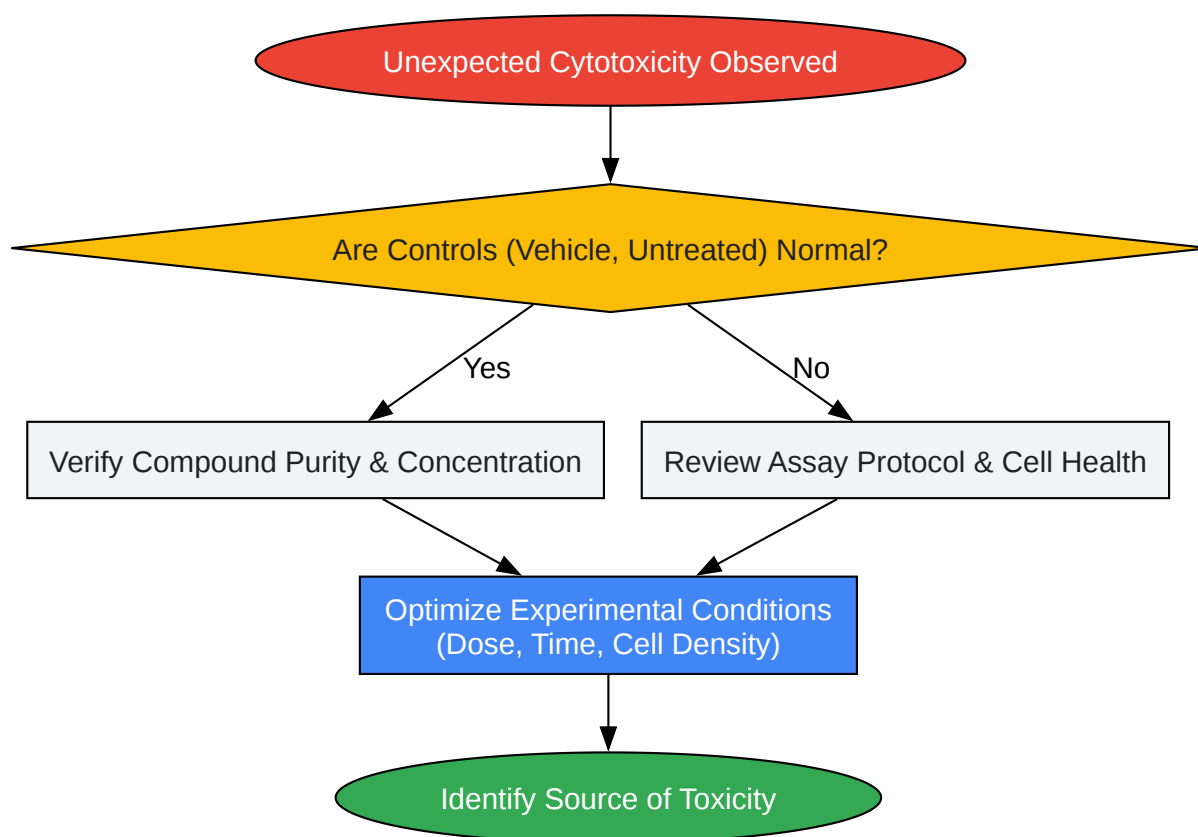 Unexpected Cytotoxicity Observed
Are Controls (Vehicle, Untreated) Normal?
Yes
No
Verify Compound Purity & Concentration
Review Assay Protocol & Cell Health
Optimize Experimental Conditions
(Dose, Time, Cell Density)
Identify Source of Toxicity